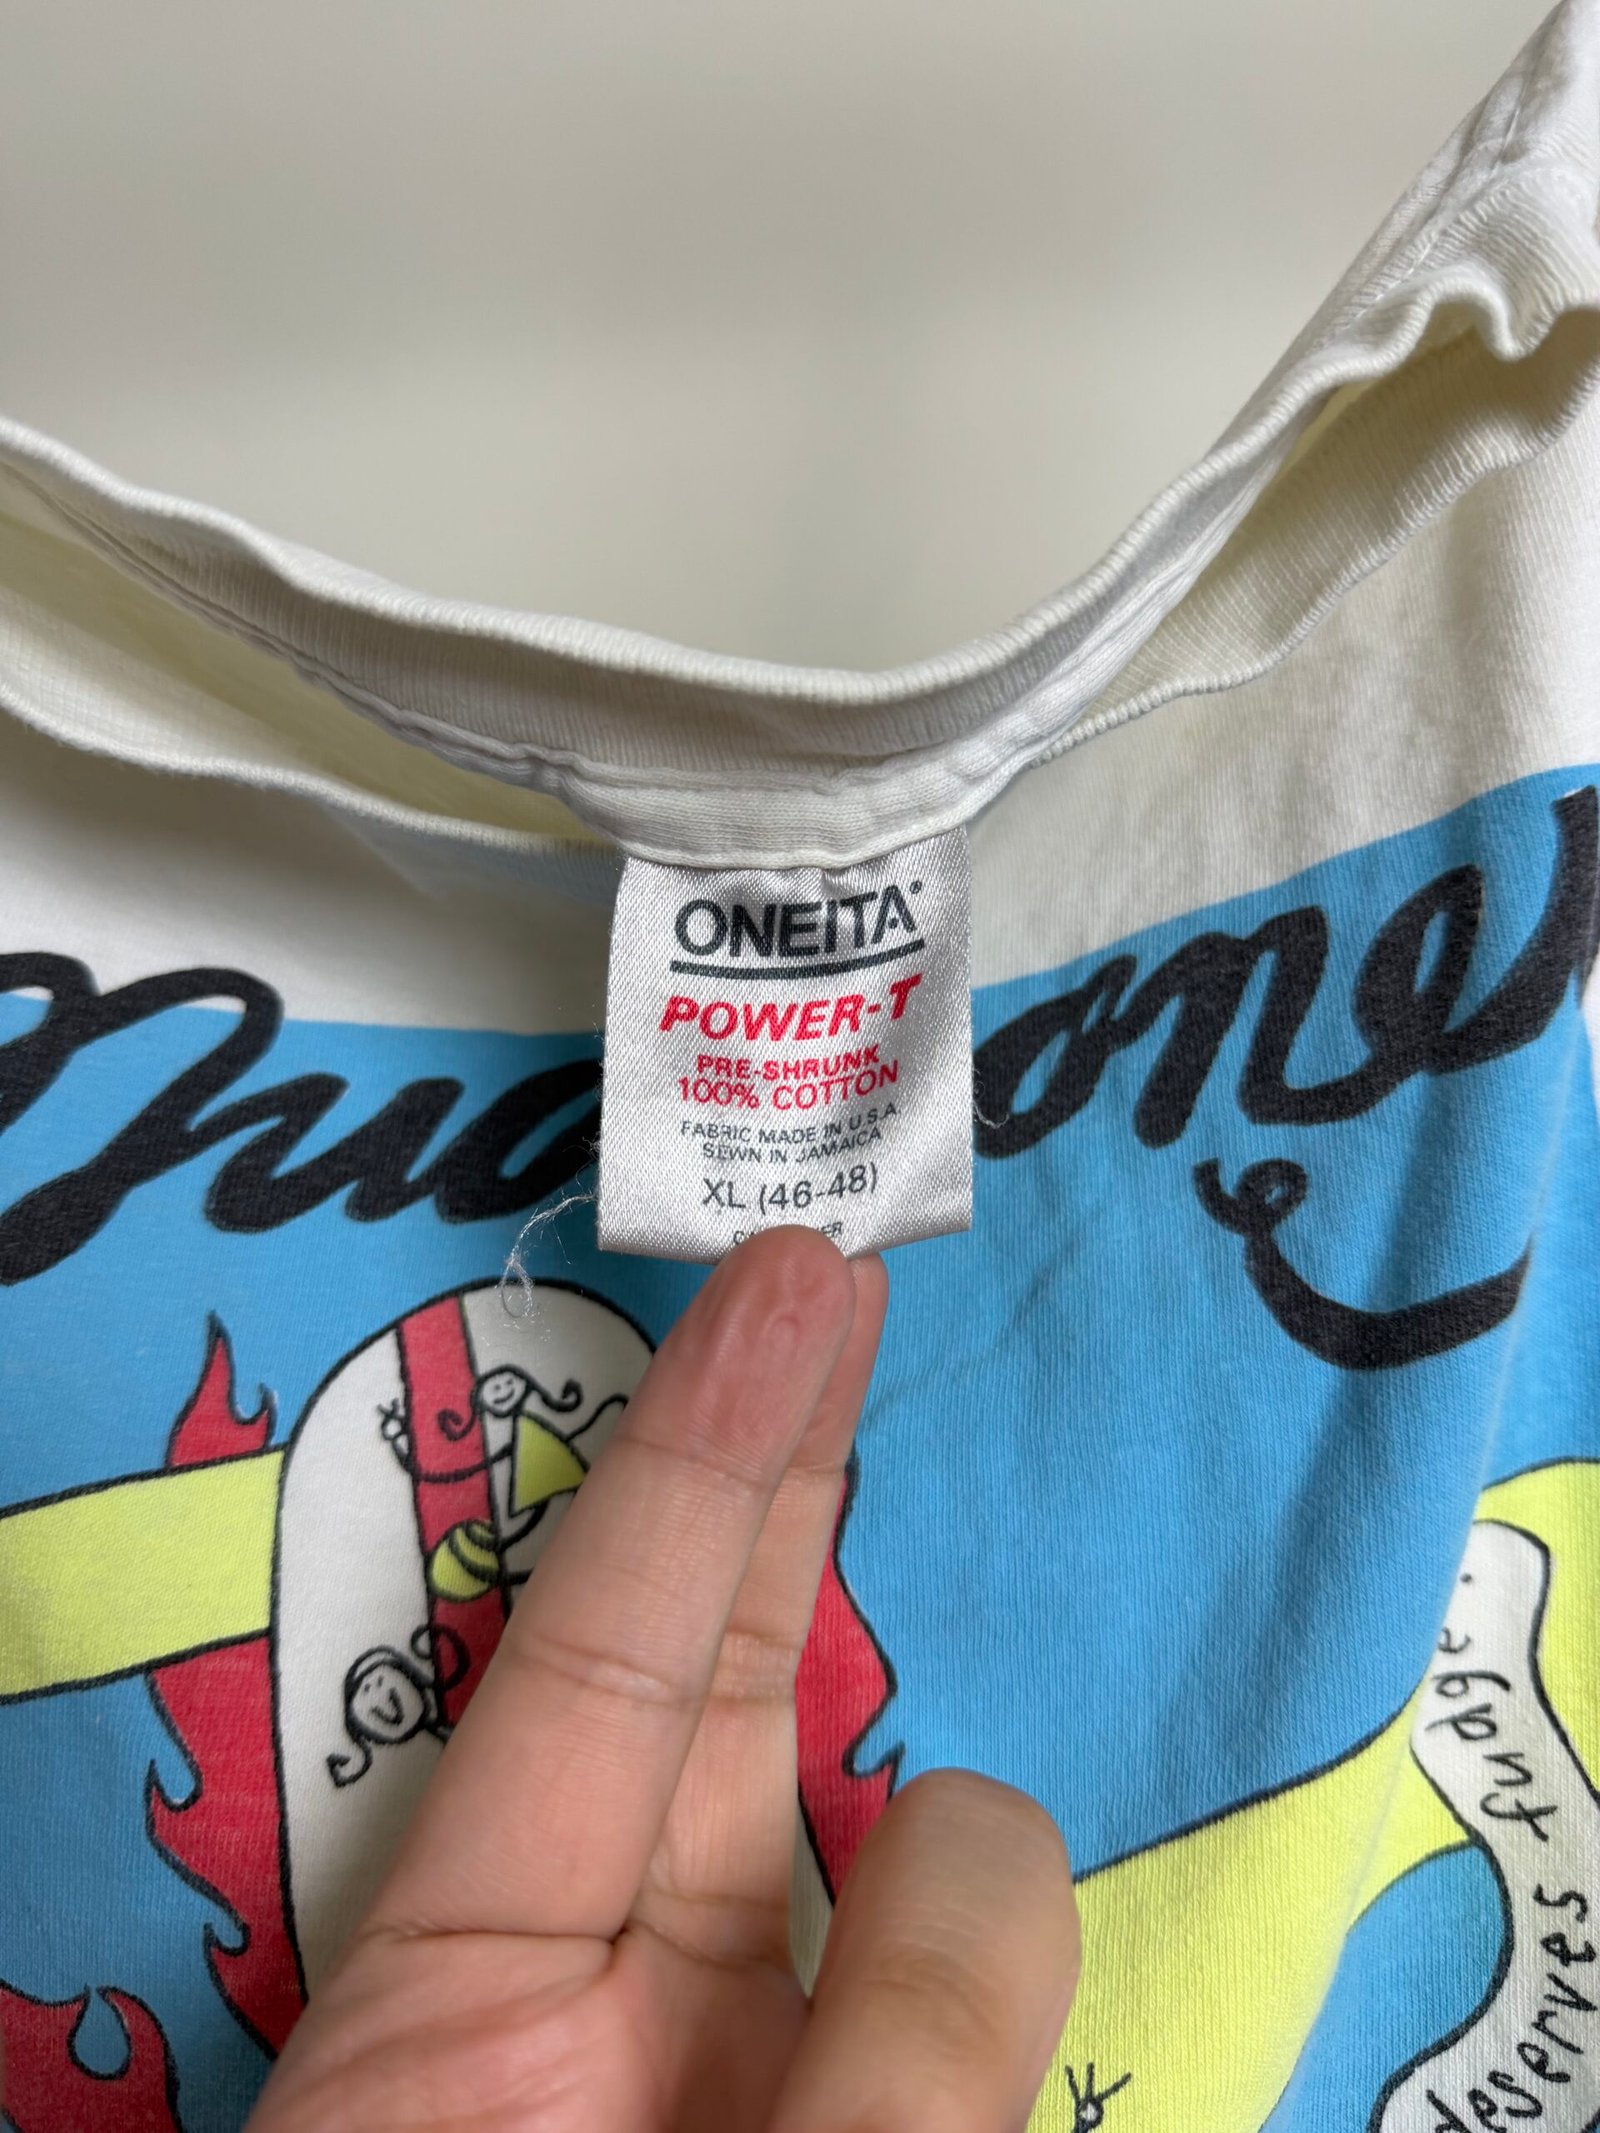 ONEITA®
POWER-T
PRE-SHRUNK
100% COTTON
FABRIC MADE IN U.S.A.
SEWN IN JAMAICA
XL (46-48)
deserves fudge.